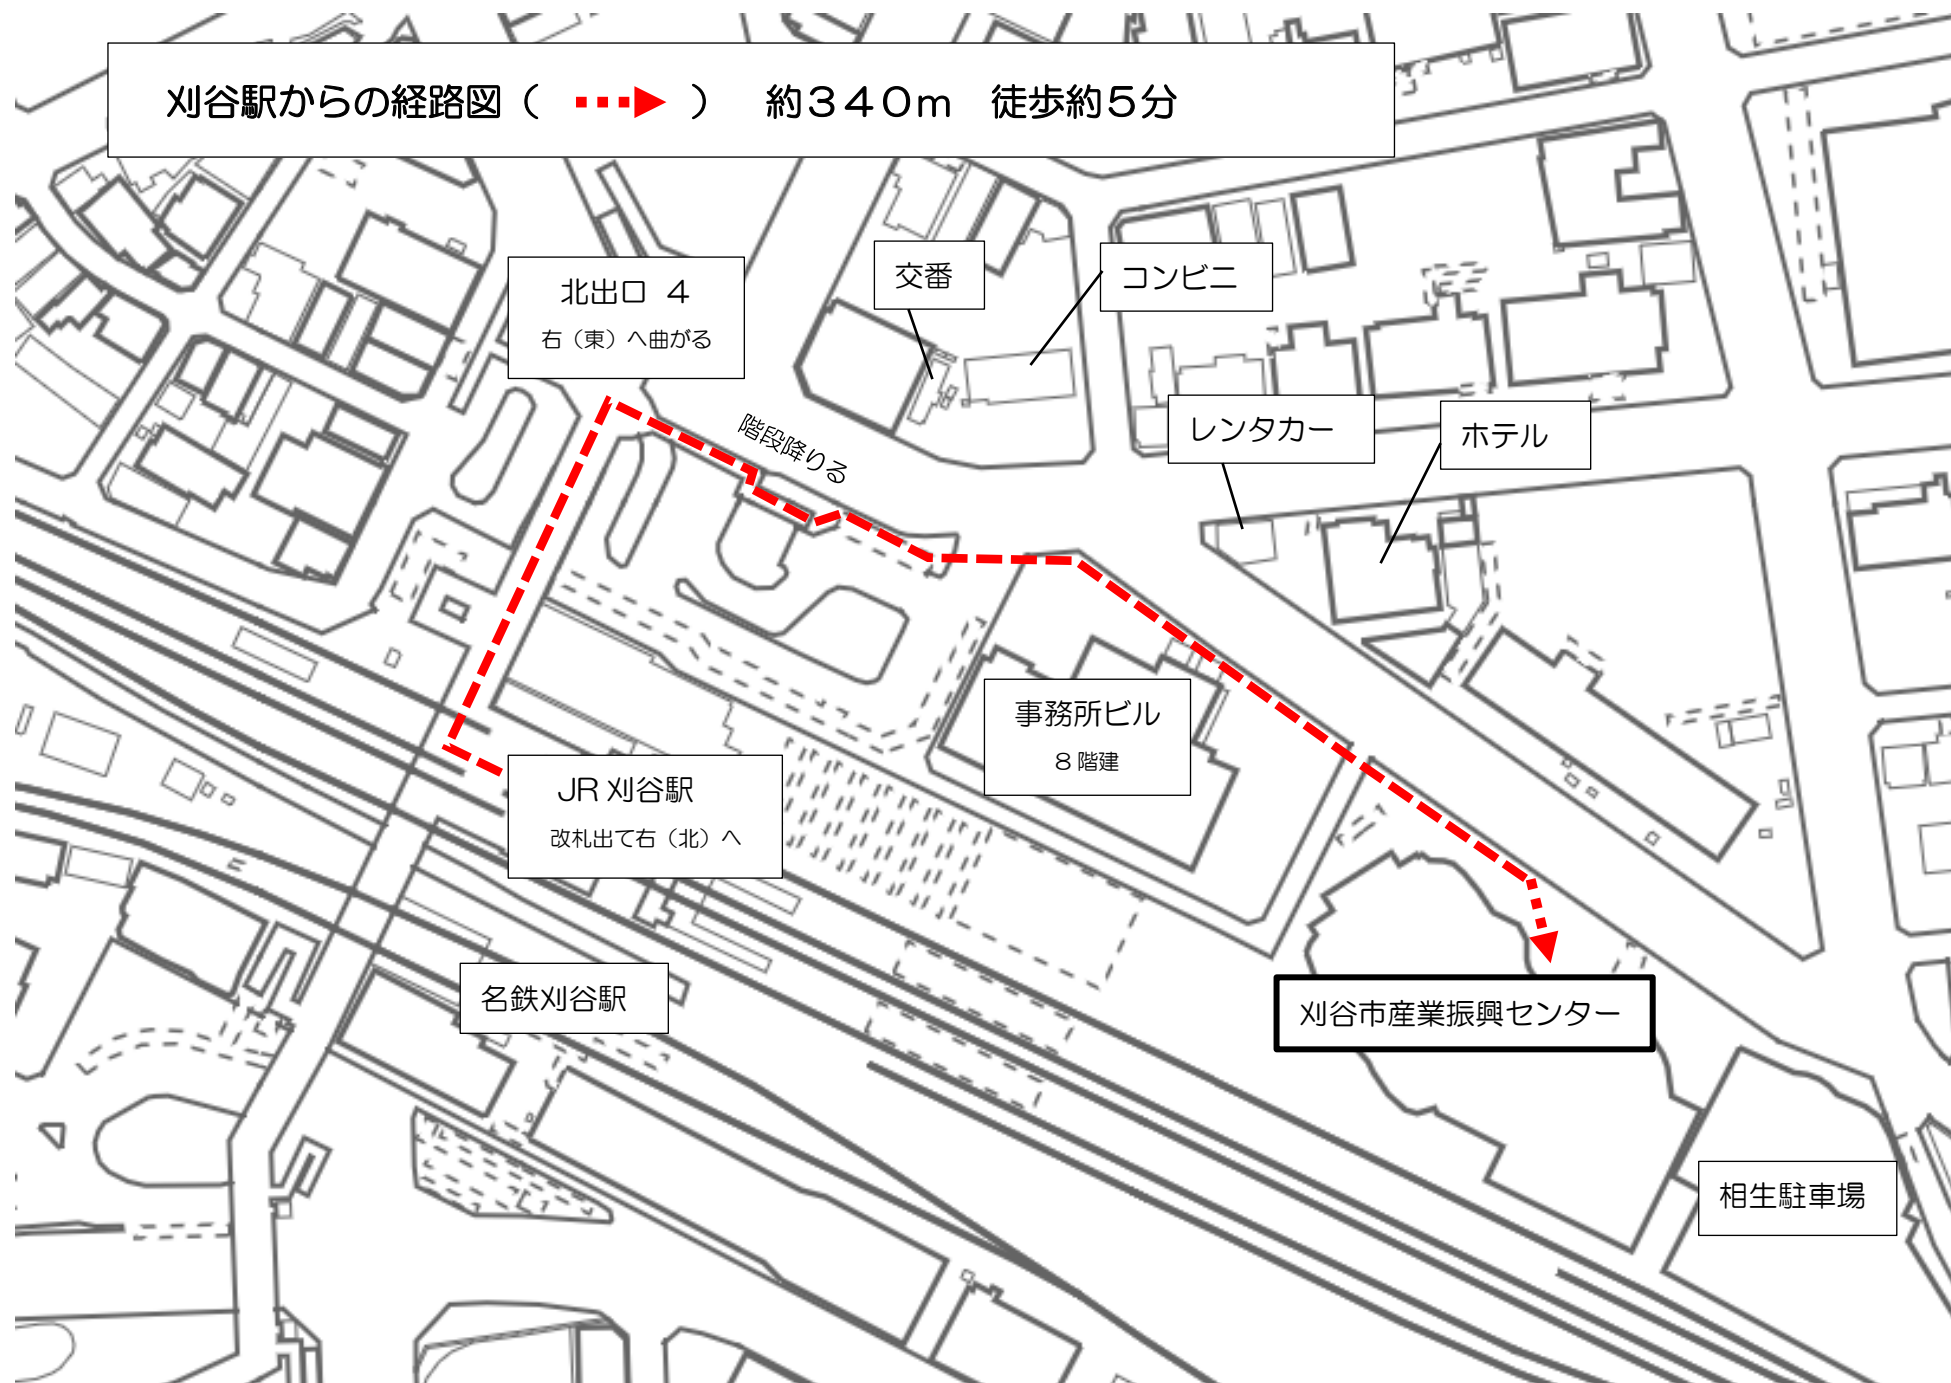 刈谷駅からの経路図（ ）　約３４０ｍ　徒歩約５分
北出口 ４
右（東）へ曲がる
交番
コンビニ
階段降りる
レンタカー
ホテル
事務所ビル
８階建
JR 刈谷駅
改札出て右（北）へ
名鉄刈谷駅
刈谷市産業振興センター
相生駐車場